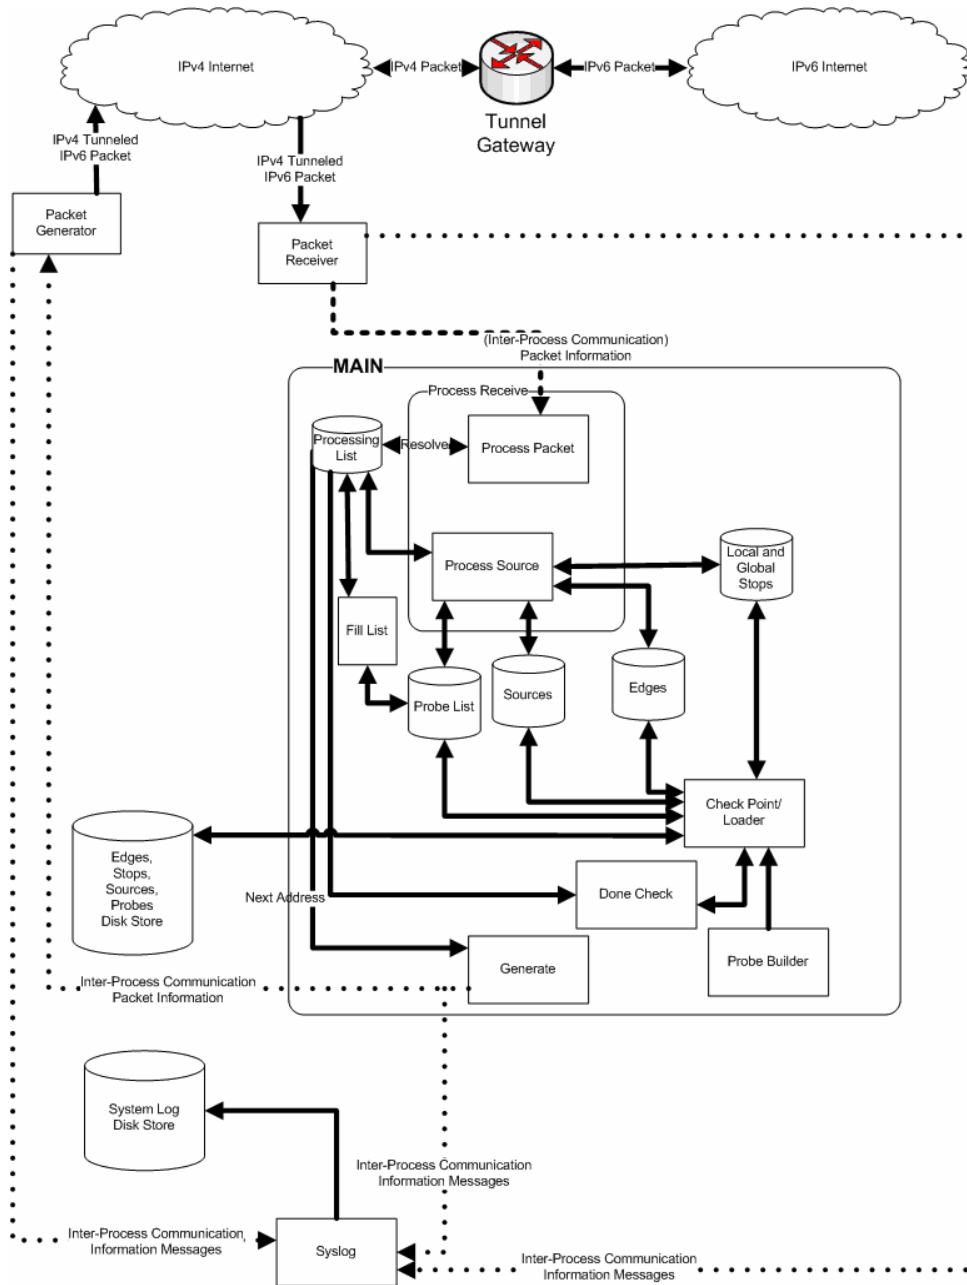 IPv4 Internet
IPv4 Packet
IPv6 Packet
IPv6 Internet
Tunnel
Gateway
IPv4 Tunneled
IPv6 Packet
IPv4 Tunneled
IPv6 Packet
Packet
Generator
Packet
Receiver
(Inter-Process Communication)
Packet Information
MAIN
Process Receive
Processing
List
Resolve
Process Packet
Process Source
Local and
Global
Stops
Fill List
Probe List
Sources
Edges
Check Point/
Loader
Edges,
Stops,
Sources,
Probes
Disk Store
Next Address
Done Check
Generate
Probe Builder
Inter-Process Communication
Packet Information
System Log
Disk Store
Inter-Process Communication
Information Messages
Inter-Process Communication
Information Messages
Syslog
Inter-Process Communication
Information Messages